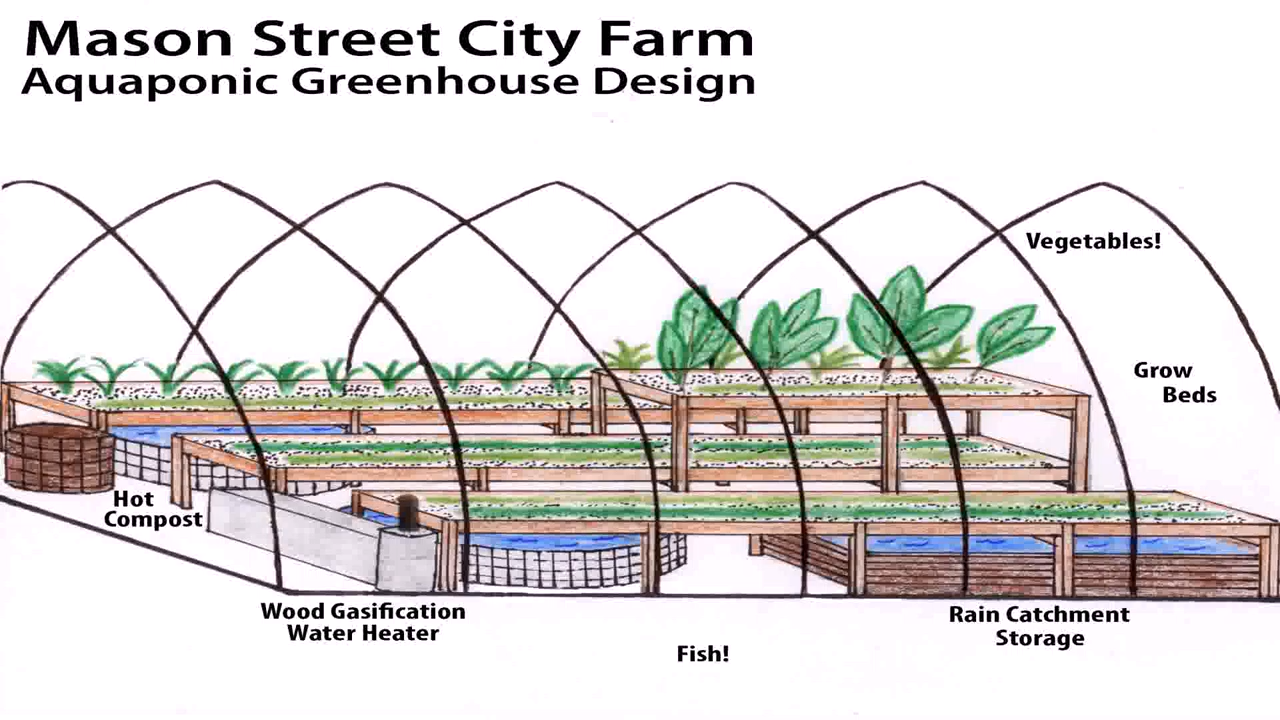 Mason Street City Farm
Aquaponic Greenhouse Design
Vegetables!
Grow
Beds
Hot
Compost
Wood Gasification
Water Heater
Rain Catchment
Storage
Fish!